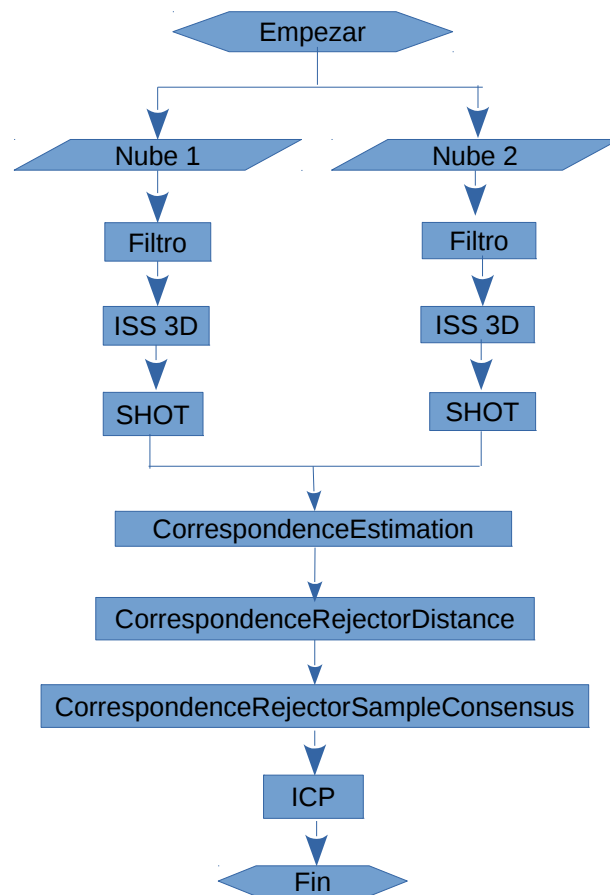 Empezar
Nube 1
Nube 2
Filtro
Filtro
ISS 3D
ISS 3D
SHOT
SHOT
CorrespondenceEstimation
CorrespondenceRejectorDistance
CorrespondenceRejectorSampleConsensus
ICP
Fin